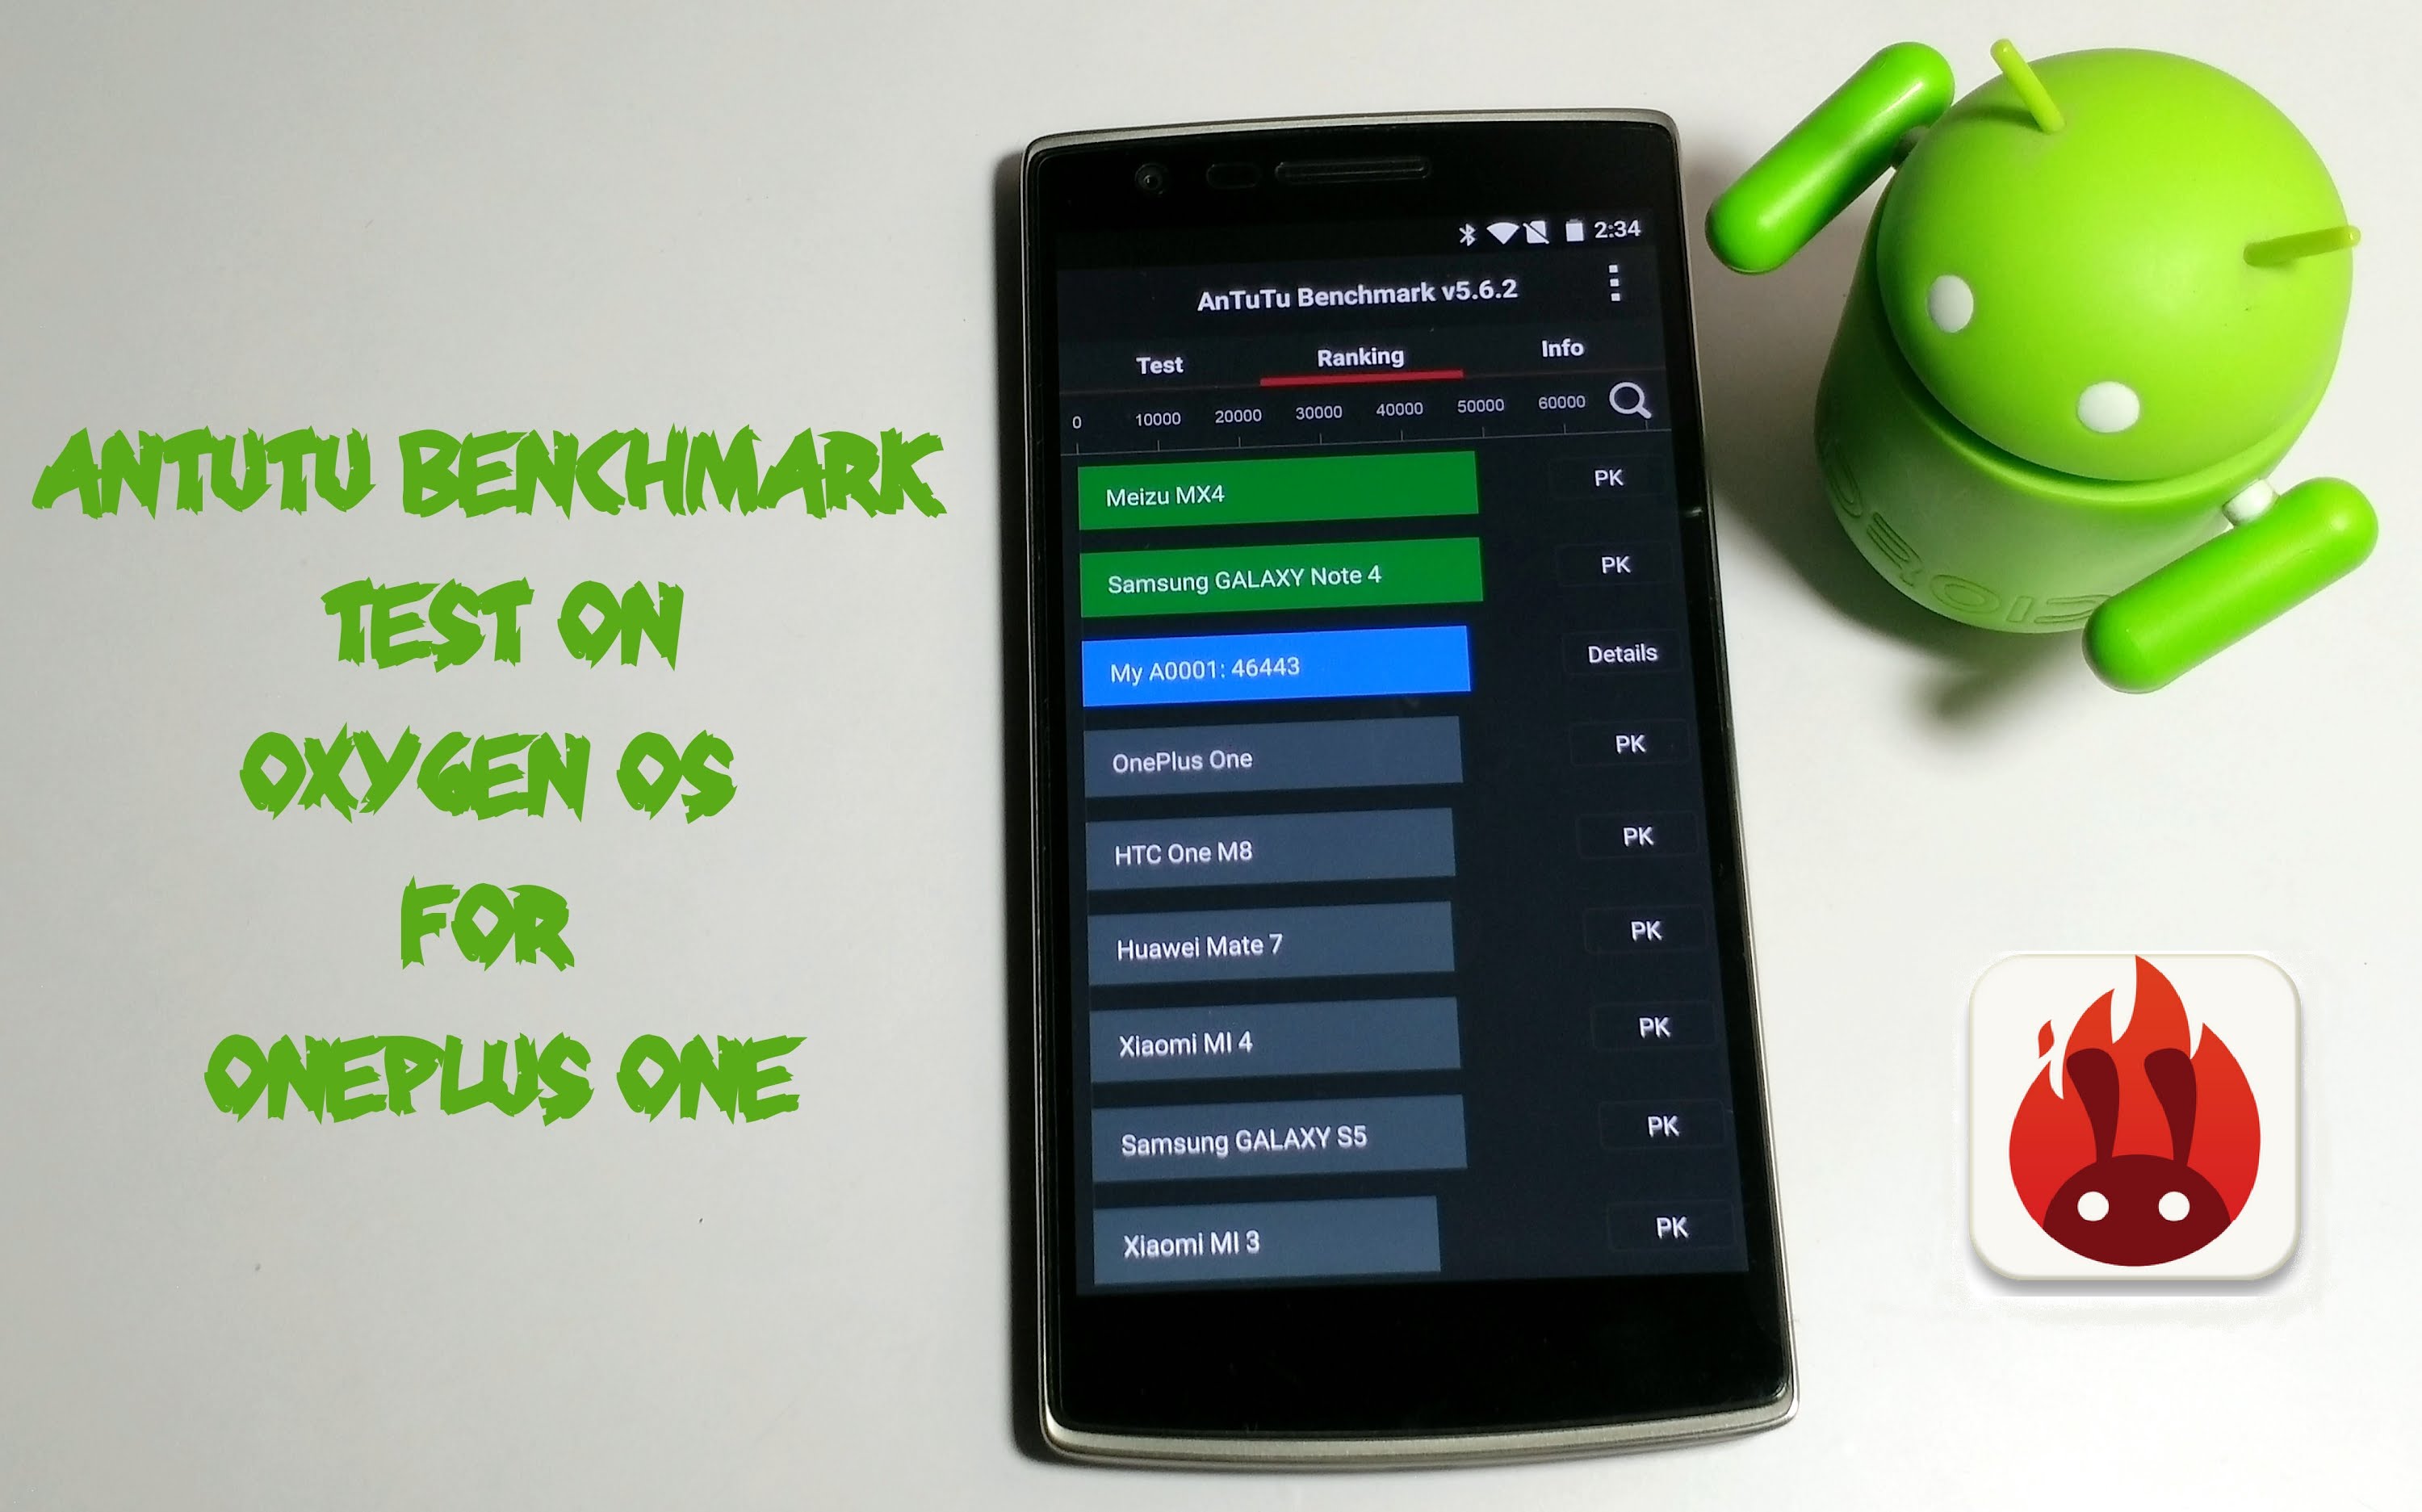 ANTUTU BENCHMARK
TEST ON
OXYGEN OS
FOR
ONEPLUS ONE
2:34
AnTuTu Benchmark v5.6.2
Test Ranking Info
0 10000 20000 30000 40000 50000 60000
Meizu MX4 PK
Samsung GALAXY Note 4 PK
My A0001: 46443 Details
OnePlus One PK
HTC One M8 PK
Huawei Mate 7 PK
Xiaomi MI 4 PK
Samsung GALAXY S5 PK
Xiaomi MI 3 PK